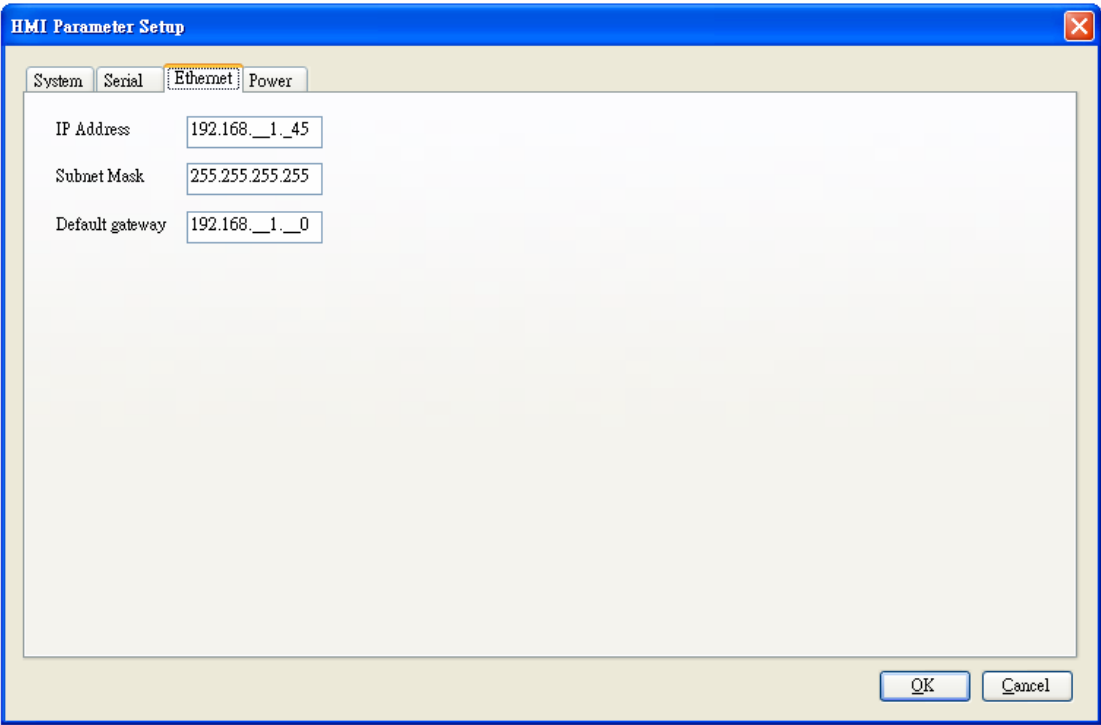 HMI Parameter Setup
System Serial Ethernet Power
IP Address 192.168.__1._45
Subnet Mask 255.255.255.255
Default gateway 192.168.__1.__0
OK Cancel